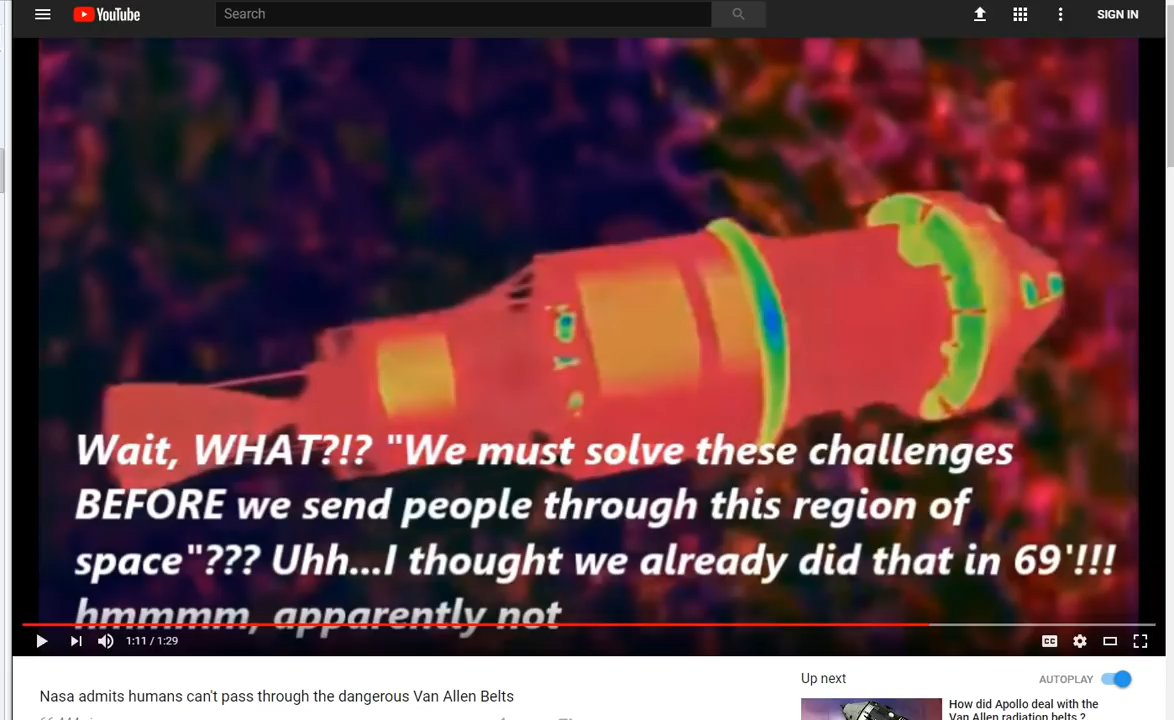 YouTube
Search
SIGN IN
Wait, WHAT?!? "We must solve these challenges
BEFORE we send people through this region of
space"??? Uhh...I thought we already did that in 69'!!!
hmmmm, apparently not
1:11 / 1:29
CC
Nasa admits humans can't pass through the dangerous Van Allen Belts
Up next
AUTOPLAY
How did Apollo deal with the
Van Allen radiation belts ?